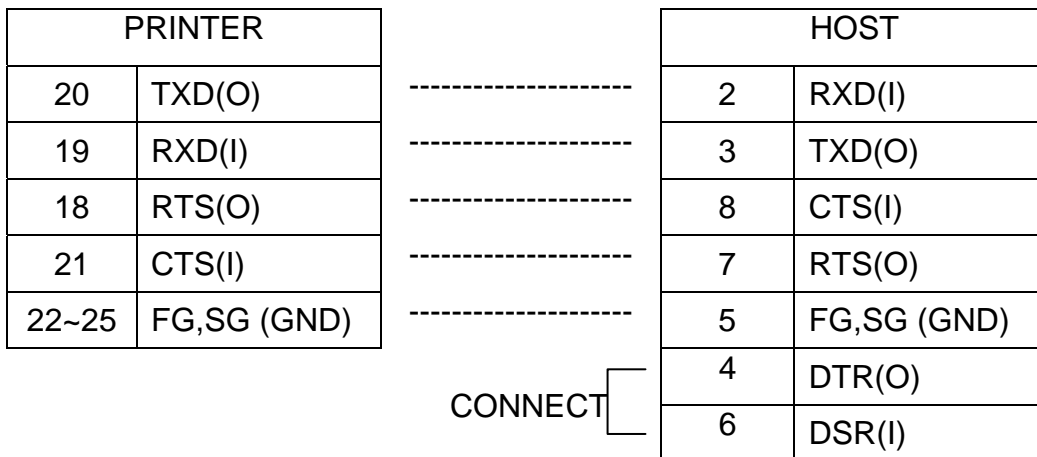 PRINTER HOST
20 TXD(O) --------------------- 2 RXD(I)
19 RXD(I) --------------------- 3 TXD(O)
18 RTS(O) --------------------- 8 CTS(I)
21 CTS(I) --------------------- 7 RTS(O)
22~25 FG,SG (GND) --------------------- 5 FG,SG (GND)
4 DTR(O)
CONNECT
6 DSR(I)